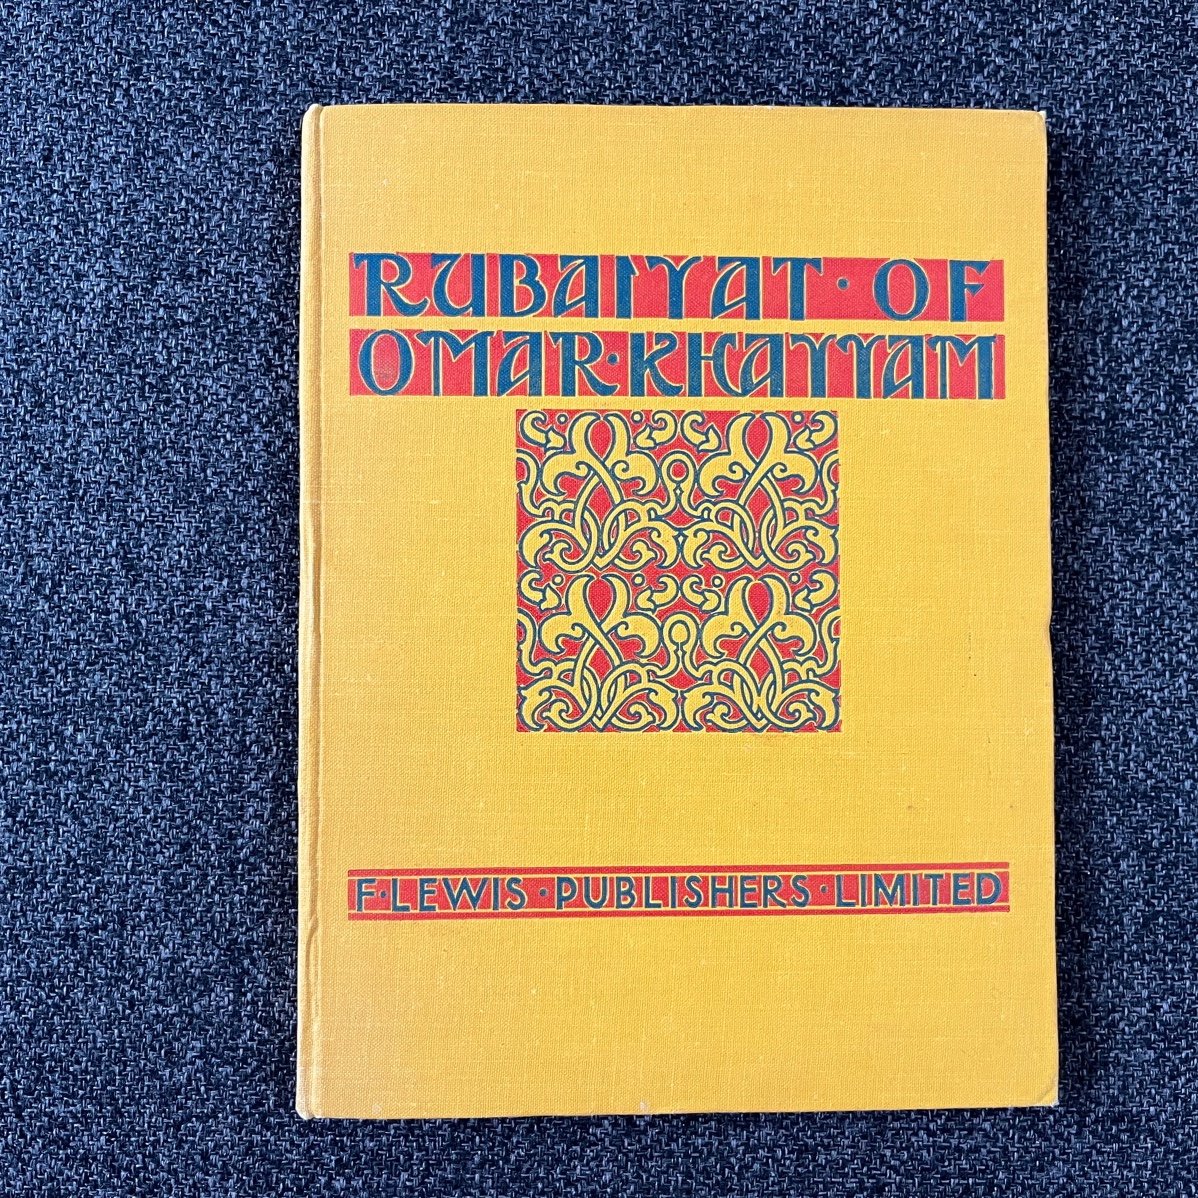 RUBAIYAT · OF
OMAR · KHAYYAM
F · LEWIS · PUBLISHERS · LIMITED